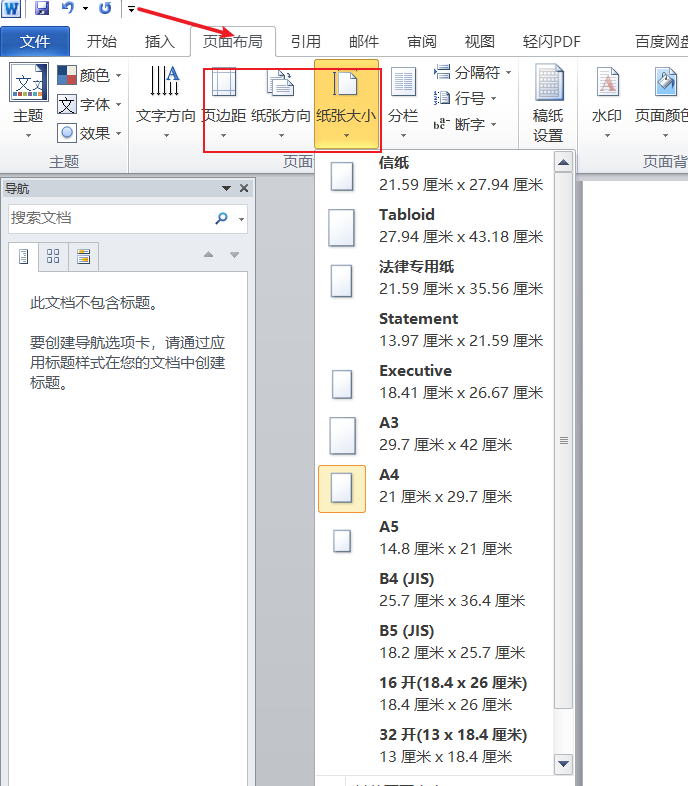 W
文件 开始 插入 页面布局 引用 邮件 审阅 视图 轻闪PDF 百度网盘
文文 颜色 文字方向 页边距 纸张方向 纸张大小 分栏 分隔符 稿纸 水印 页面颜色
主题 文 字体 行号 设置
效果 bc 断字
主题 页面 页面背
导航
搜索文档
此文档不包含标题。
要创建导航选项卡，请通过应
用标题样式在您的文档中创建
标题。
信纸
21.59 厘米 x 27.94 厘米
Tabloid
27.94 厘米 x 43.18 厘米
法律专用纸
21.59 厘米 x 35.56 厘米
Statement
13.97 厘米 x 21.59 厘米
Executive
18.41 厘米 x 26.67 厘米
A3
29.7 厘米 x 42 厘米
A4
21 厘米 x 29.7 厘米
A5
14.8 厘米 x 21 厘米
B4 (JIS)
25.7 厘米 x 36.4 厘米
B5 (JIS)
18.2 厘米 x 25.7 厘米
16 开(18.4 x 26 厘米)
18.4 厘米 x 26 厘米
32 开(13 x 18.4 厘米)
13 厘米 x 18.4 厘米